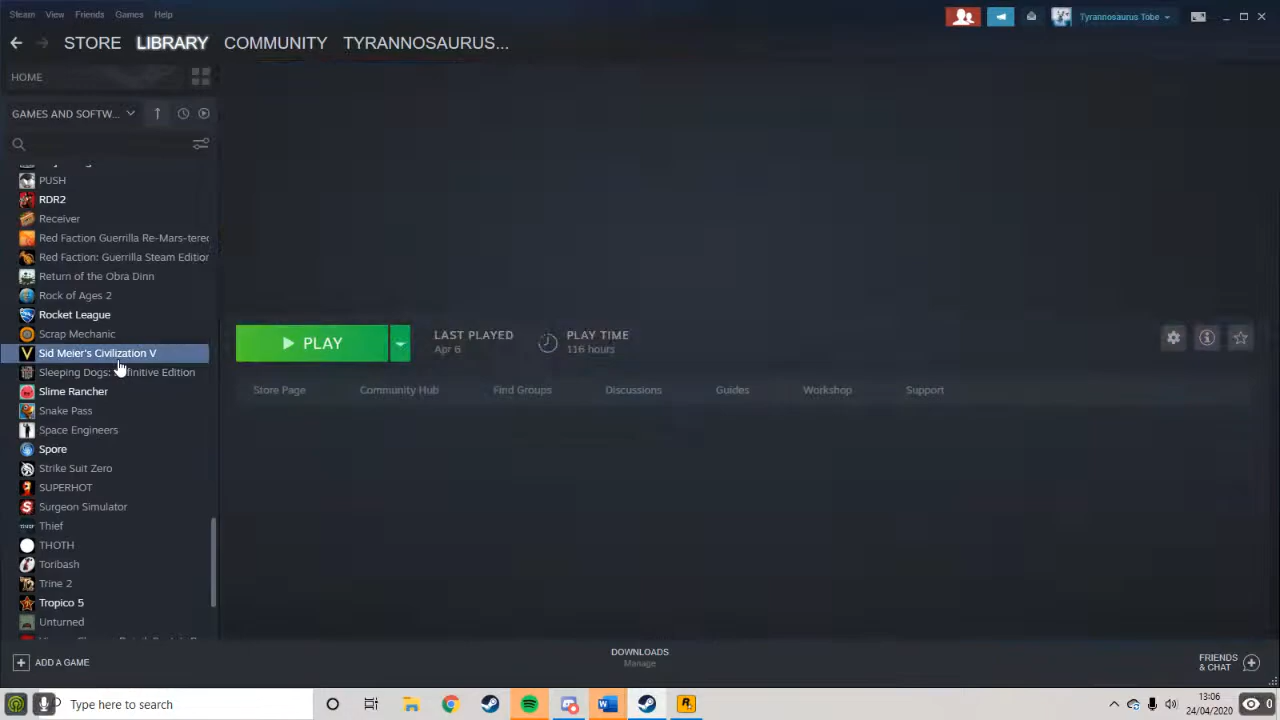 Steam View Friends Games Help
Tyrannosaurus Tobe
STORE LIBRARY COMMUNITY TYRANNOSAURUS...
HOME
GAMES AND SOFTW...
PUSH
RDR2
Receiver
Red Faction Guerrilla Re-Mars-tered
Red Faction: Guerrilla Steam Edition
Return of the Obra Dinn
Rock of Ages 2
Rocket League
Scrap Mechanic
Sid Meier's Civilization V
Sleeping Dogs: Definitive Edition
Slime Rancher
Snake Pass
Space Engineers
Spore
Strike Suit Zero
SUPERHOT
Surgeon Simulator
Thief
THOTH
Toribash
Trine 2
Tropico 5
Unturned
PLAY
LAST PLAYED
Apr 6
PLAY TIME
116 hours
Store Page Community Hub Find Groups Discussions Guides Workshop Support
ADD A GAME
DOWNLOADS
Manage
FRIENDS
& CHAT
Type here to search
13:06
24/04/2020
0